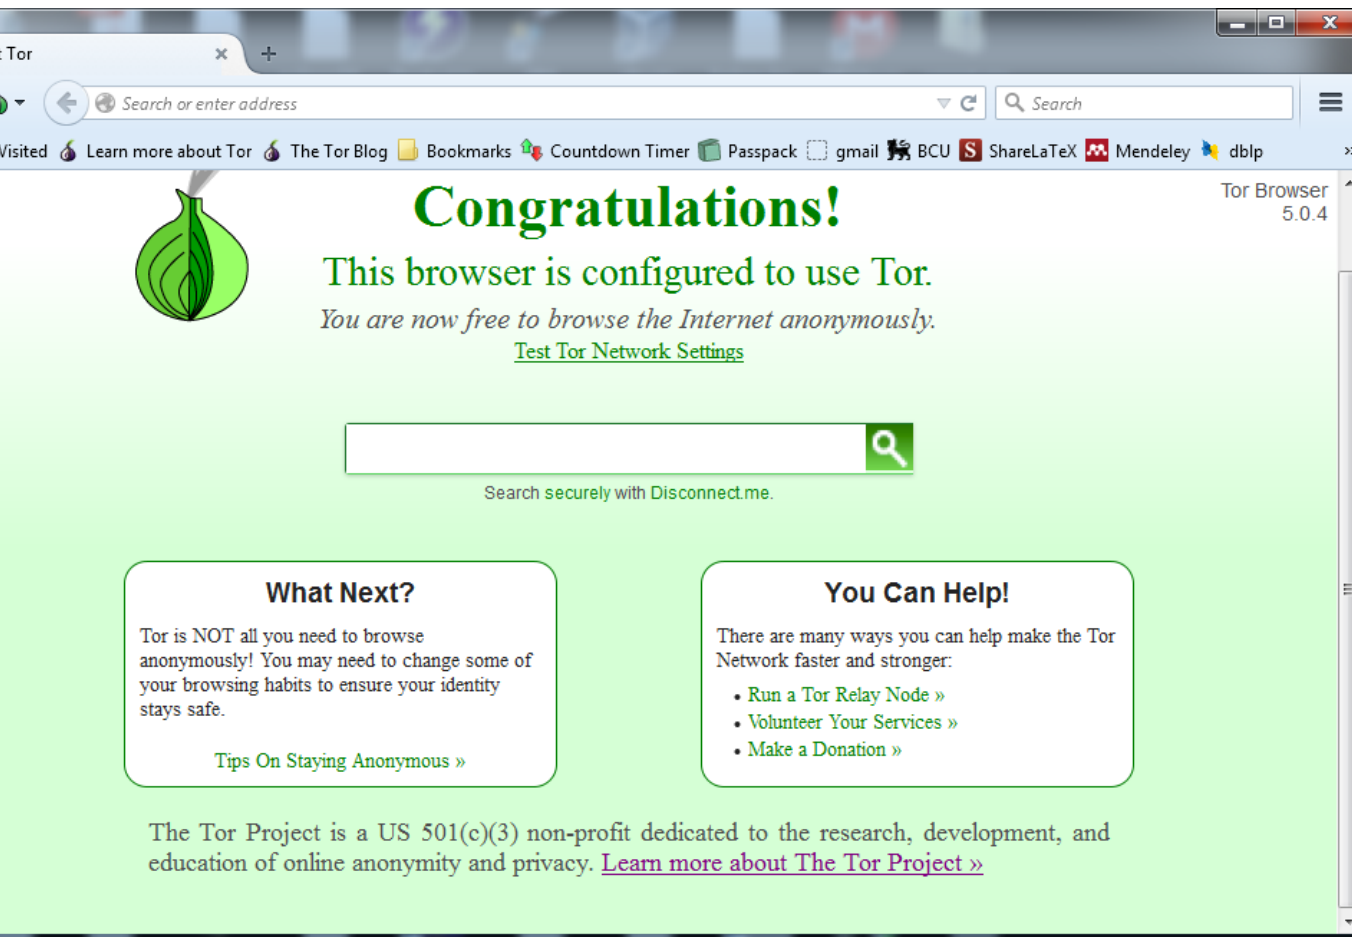 : Tor
Search or enter address
Search
Visited Learn more about Tor The Tor Blog Bookmarks Countdown Timer Passpack gmail BCU S ShareLaTeX Mendeley dblp »
Tor Browser
5.0.4
Congratulations!
This browser is configured to use Tor.
You are now free to browse the Internet anonymously.
Test Tor Network Settings
Search securely with Disconnect.me.
What Next?
Tor is NOT all you need to browse
anonymously! You may need to change some of
your browsing habits to ensure your identity
stays safe.
Tips On Staying Anonymous »
You Can Help!
There are many ways you can help make the Tor
Network faster and stronger:
• Run a Tor Relay Node »
• Volunteer Your Services »
• Make a Donation »
The Tor Project is a US 501(c)(3) non-profit dedicated to the research, development, and
education of online anonymity and privacy. Learn more about The Tor Project »